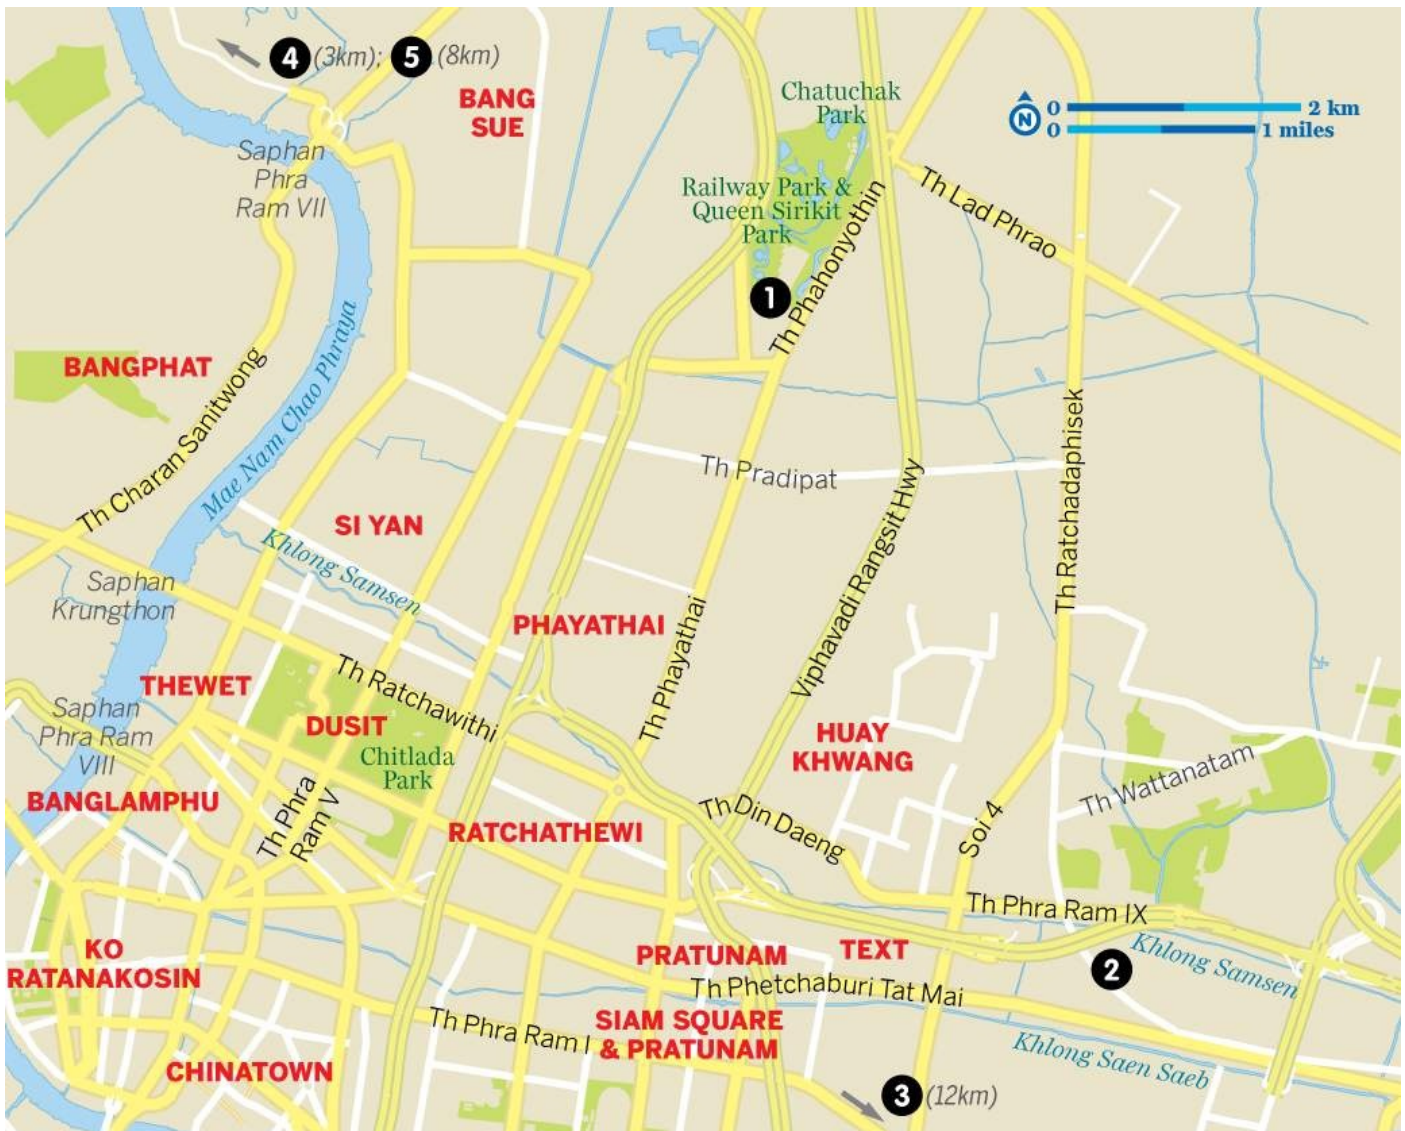 4 (3km); 5 (8km)
BANG
SUE
Chatuchak
Park
0 2 km
N
0 1 miles
Saphan
Phra
Ram VII
Railway Park &
Queen Sirikit
Park
Th Lad Phrao
Th Phahonyothin
1
Mae Nam Chao Phraya
BANGPHAT
Th Charan Sanitwong
Th Ratchadaphisek
Th Pradipat
Viphavadi Rangsit Hwy
SI YAN
Khlong Samsen
Saphan
Krungthon
PHAYATHAI
Th Phayathai
Th Ratchawithi
THEWET
Saphan
Phra Ram
VIII
DUSIT
Chitlada
Park
HUAY
KHWANG
Th Wattanatam
BANGLAMPHU
Th Phra
Ram V
RATCHATHEWI
Th Din Daeng
Soi 4
Th Phra Ram IX
KO
RATANAKOSIN
PRATUNAM
TEXT
Khlong Samsen
2
Th Phetchaburi Tat Mai
Th Phra Ram I
SIAM SQUARE
& PRATUNAM
Khlong Saen Saeb
CHINATOWN
3 (12km)